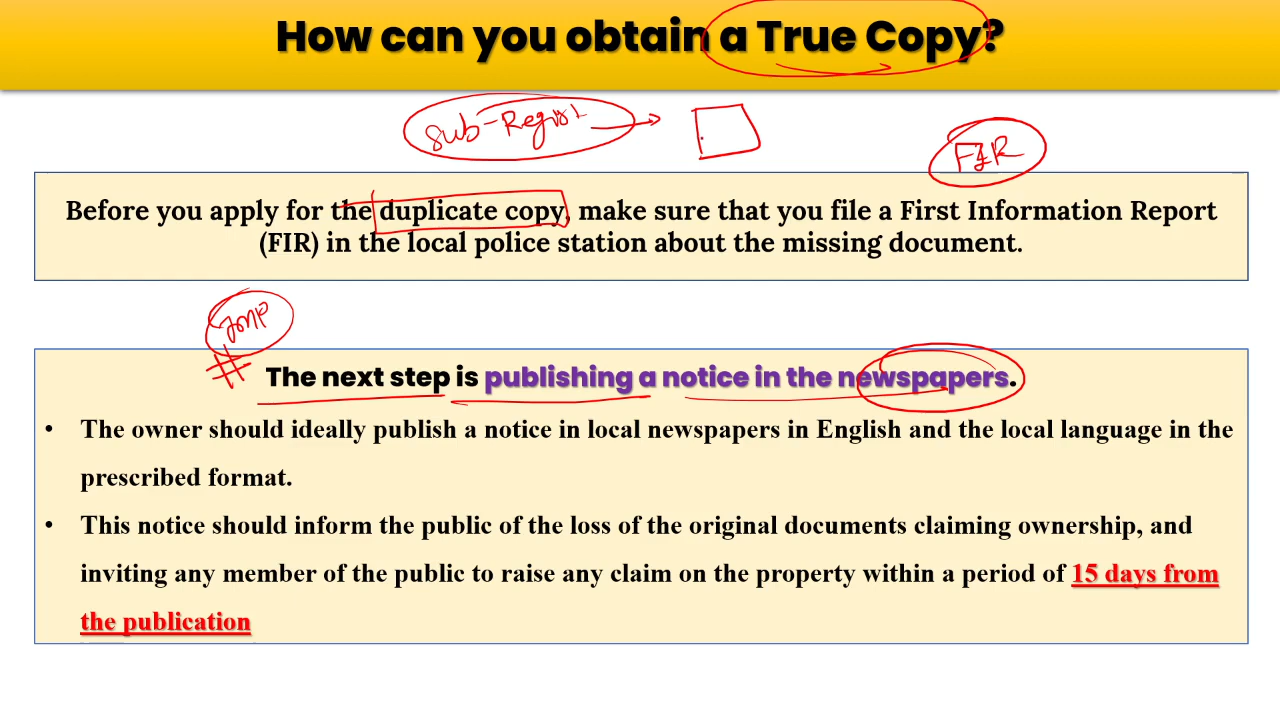 How can you obtain a True Copy?
Sub-Regist
FIR
Before you apply for the duplicate copy, make sure that you file a First Information Report
(FIR) in the local police station about the missing document.
Imp
#
The next step is publishing a notice in the newspapers.
• The owner should ideally publish a notice in local newspapers in English and the local language in the
prescribed format.
• This notice should inform the public of the loss of the original documents claiming ownership, and
inviting any member of the public to raise any claim on the property within a period of 15 days from
the publication